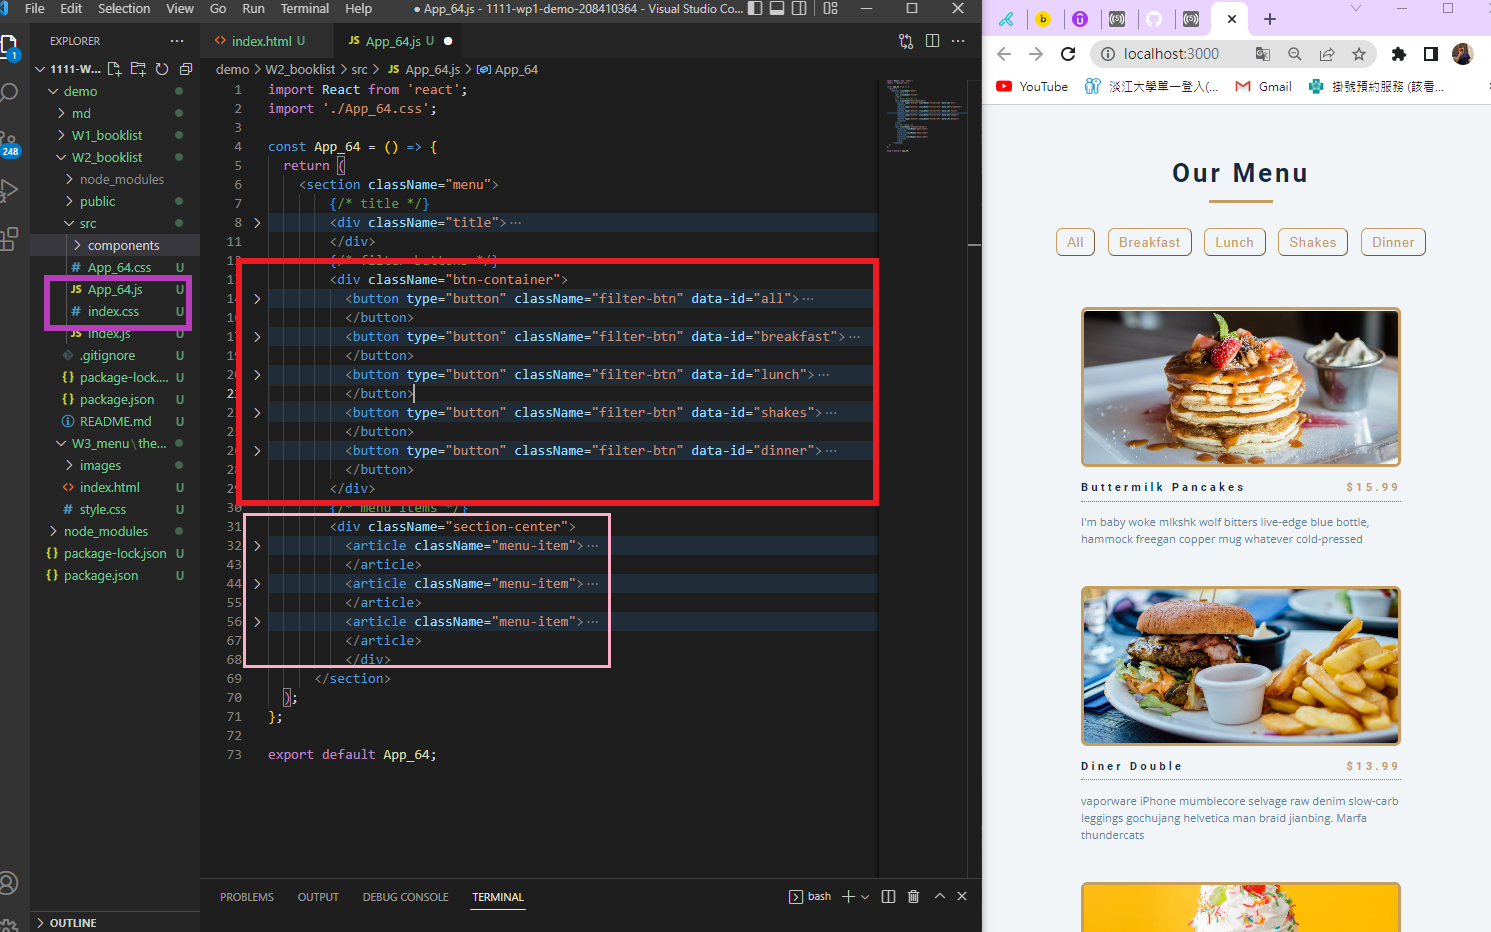 File Edit Selection View Go Run Terminal Help
● App_64.js - 1111-wp1-demo-208410364 - Visual Studio Co...
EXPLORER
1111-W...
demo
md
W1_booklist
W2_booklist
node_modules
public
src
components
# App_64.css U
JS App_64.js U
# index.css U
JS index.js U
.gitignore U
{} package-lock.... U
{} package.json U
README.md U
W3_menu\the...
images
<> index.html U
# style.css U
node_modules
{} package-lock.json U
{} package.json U
OUTLINE
1
248
<> index.html U
JS App_64.js U ●
demo > W2_booklist > src > JS App_64.js > App_64
1 import React from 'react';
2 import './App_64.css';
3
4 const App_64 = () => {
5 return (
6 <section className="menu">
7 {/* title */}
8 <div className="title">…
11 </div>
12 {/* filter buttons */}
13 <div className="btn-container">
14 <button type="button" className="filter-btn" data-id="all">…
16 </button>
17 <button type="button" className="filter-btn" data-id="breakfast">…
19 </button>
20 <button type="button" className="filter-btn" data-id="lunch">…
22 </button>
23 <button type="button" className="filter-btn" data-id="shakes">…
25 </button>
26 <button type="button" className="filter-btn" data-id="dinner">…
28 </button>
29 </div>
30 {/* menu items */}
31 <div className="section-center">
32 <article className="menu-item">…
43 </article>
44 <article className="menu-item">…
55 </article>
56 <article className="menu-item">…
67 </article>
68 </div>
69 </section>
70 );
71 };
72
73 export default App_64;
PROBLEMS OUTPUT DEBUG CONSOLE TERMINAL
bash
localhost:3000
YouTube
淡江大學單一登入(...
Gmail
掛號預約服務 (該看...
Our Menu
All Breakfast Lunch Shakes Dinner
Buttermilk Pancakes $15.99
I'm baby woke mlkshk wolf bitters live-edge blue bottle,
hammock freegan copper mug whatever cold-pressed
Diner Double $13.99
vaporware iPhone mumblecore selvage raw denim slow-carb
leggings gochujang helvetica man braid jianbing. Marfa
thundercats